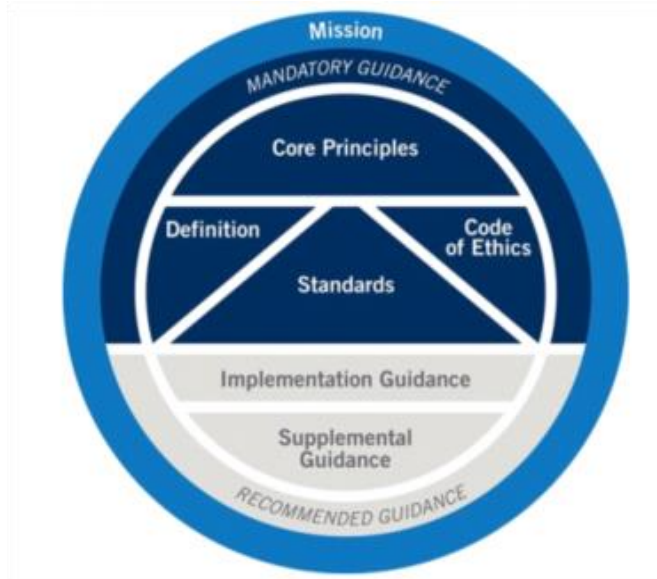 Mission
MANDATORY GUIDANCE
Core Principles
Definition
Code
of Ethics
Standards
Implementation Guidance
Supplemental
Guidance
RECOMMENDED GUIDANCE